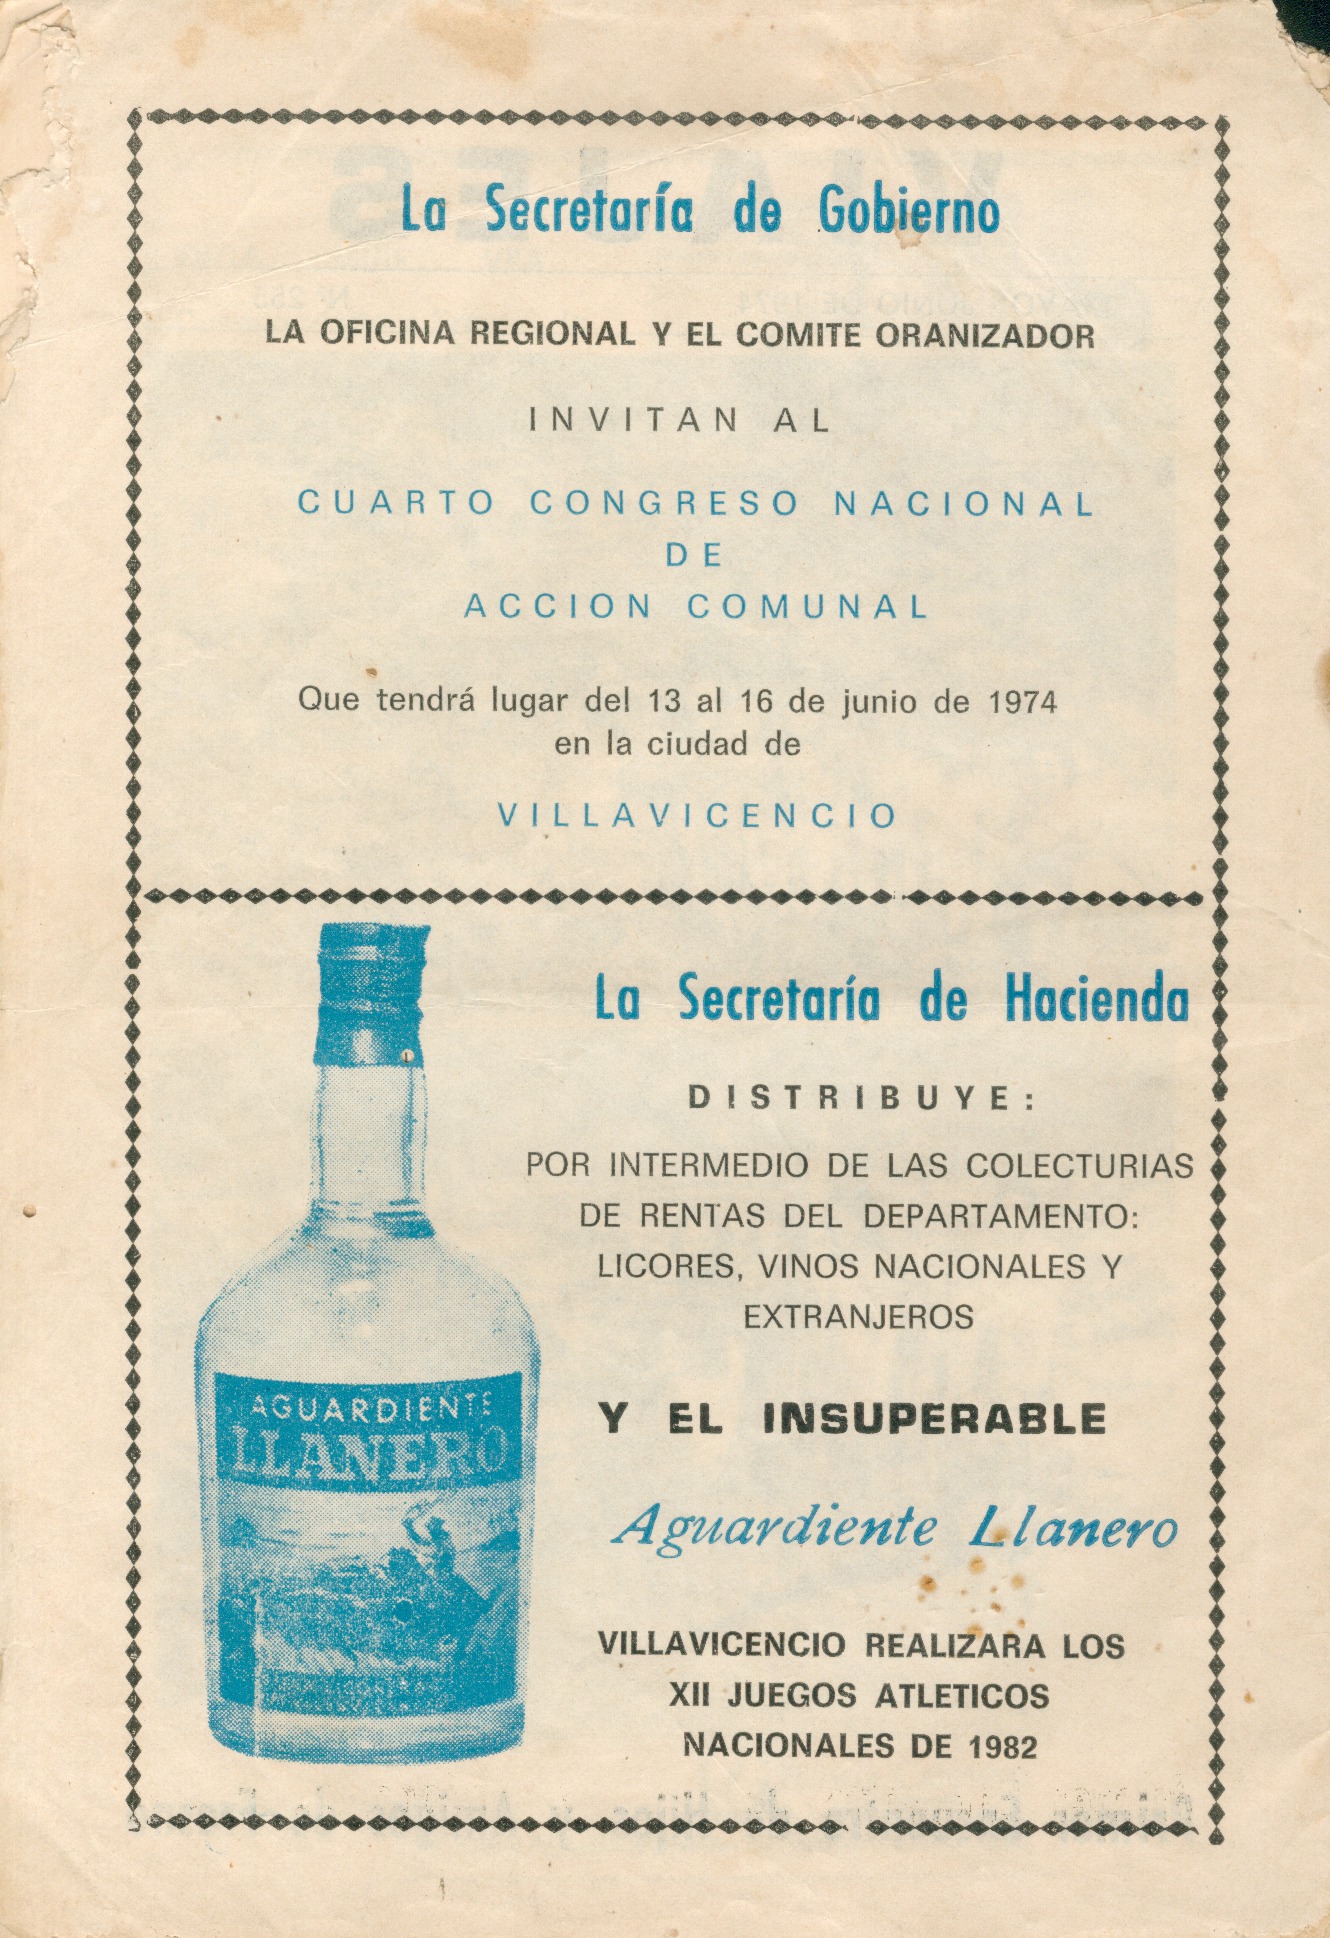 La Secretaría de Gobierno
LA OFICINA REGIONAL Y EL COMITE ORANIZADOR
INVITAN AL
CUARTO CONGRESO NACIONAL
DE
ACCION COMUNAL
Que tendrá lugar del 13 al 16 de junio de 1974
en la ciudad de
VILLAVICENCIO
La Secretaría de Hacienda
DISTRIBUYE:
POR INTERMEDIO DE LAS COLECTURIAS
DE RENTAS DEL DEPARTAMENTO:
LICORES, VINOS NACIONALES Y
EXTRANJEROS
Y EL INSUPERABLE
Aguardiente Llanero
VILLAVICENCIO REALIZARA LOS
XII JUEGOS ATLETICOS
NACIONALES DE 1982
AGUARDIENTE
LLANERO